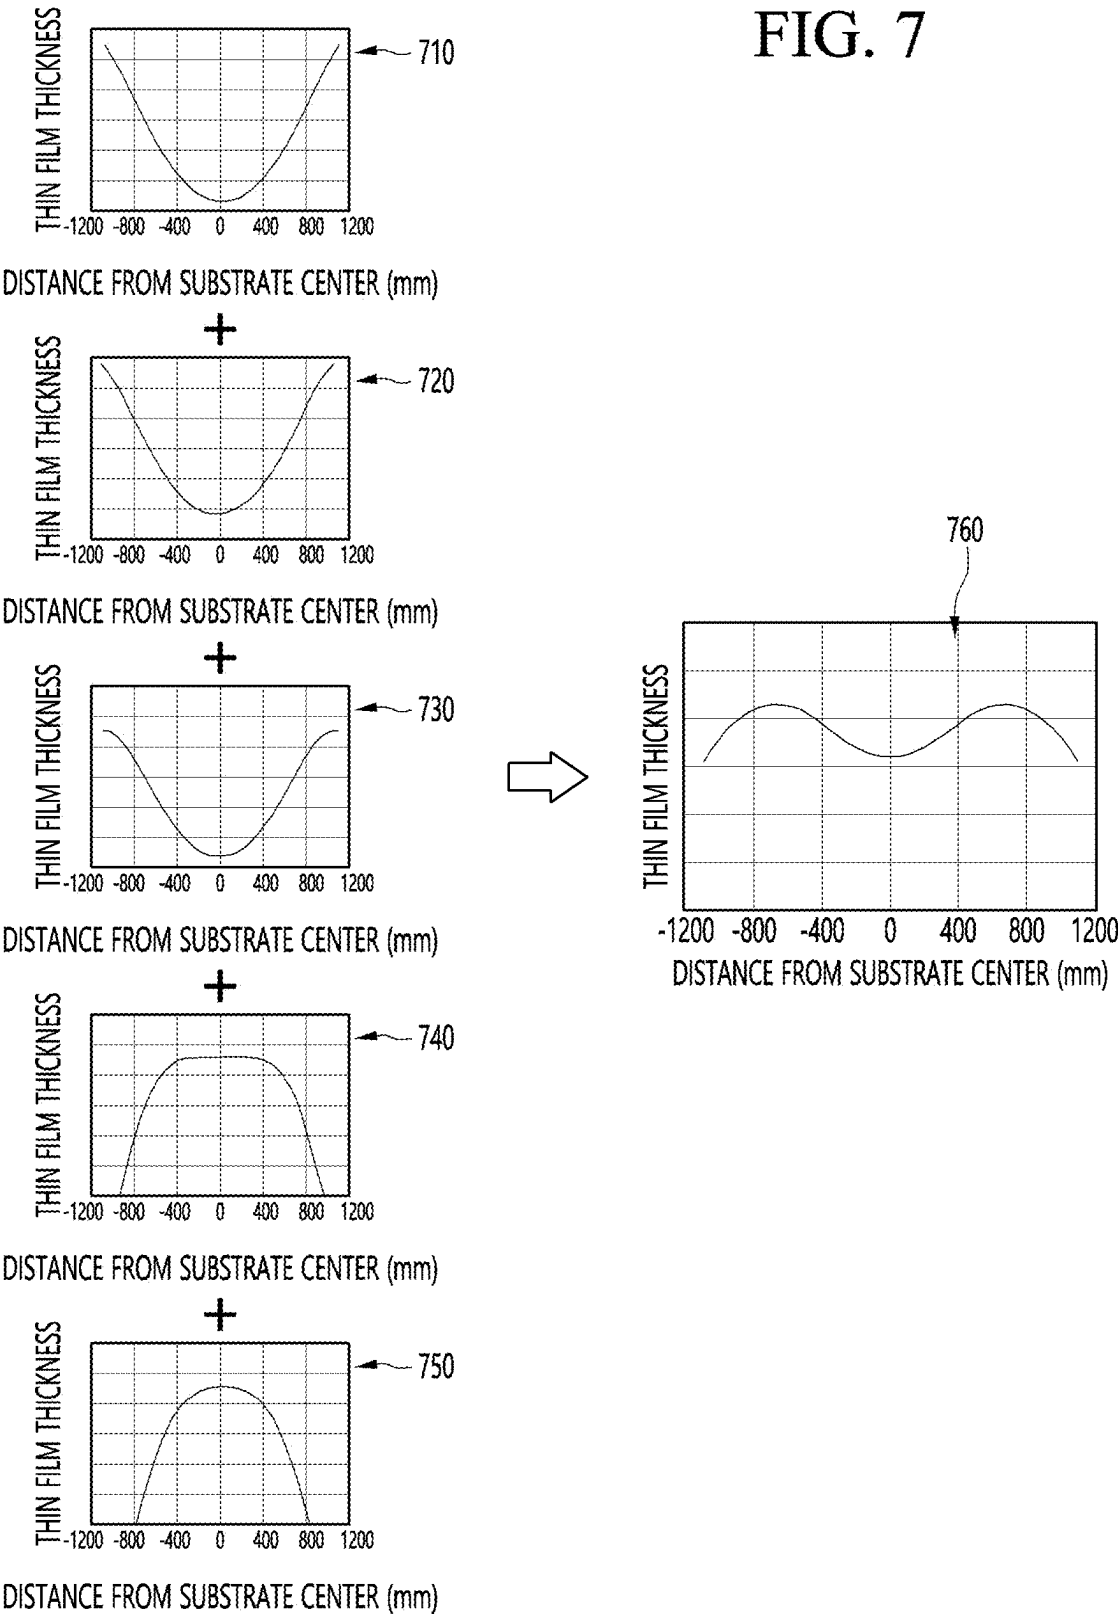 FIG. 7
THIN FILM THICKNESS
710
-1200 -800 -400 0 400 800 1200
DISTANCE FROM SUBSTRATE CENTER (mm)
+
THIN FILM THICKNESS
720
-1200 -800 -400 0 400 800 1200
DISTANCE FROM SUBSTRATE CENTER (mm)
+
THIN FILM THICKNESS
730
-1200 -800 -400 0 400 800 1200
DISTANCE FROM SUBSTRATE CENTER (mm)
+
THIN FILM THICKNESS
740
-1200 -800 -400 0 400 800 1200
DISTANCE FROM SUBSTRATE CENTER (mm)
+
THIN FILM THICKNESS
750
-1200 -800 -400 0 400 800 1200
DISTANCE FROM SUBSTRATE CENTER (mm)
760
THIN FILM THICKNESS
-1200 -800 -400 0 400 800 1200
DISTANCE FROM SUBSTRATE CENTER (mm)